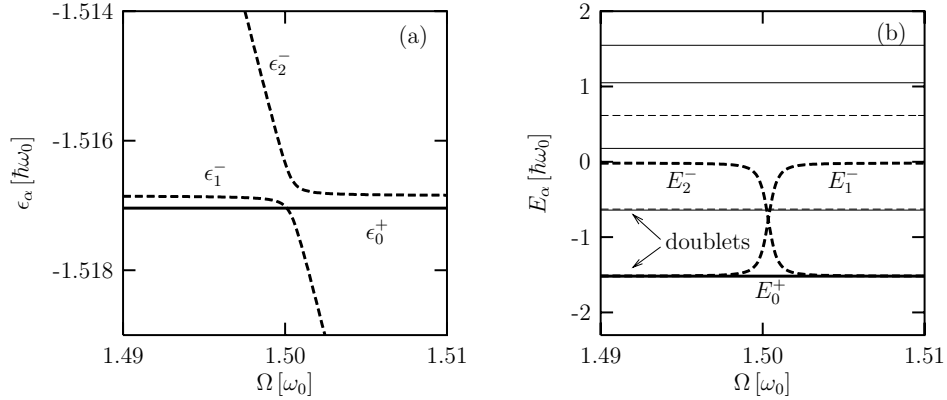 -1.514
-1.516
-1.518
ϵ_α [ℏω₀]
(a)
ϵ₂⁻
ϵ₁⁻
ϵ₀⁺
1.49
1.50
1.51
Ω [ω₀]
2
1
0
-1
-2
E_α [ℏω₀]
(b)
E₂⁻
E₁⁻
doublets
E₀⁺
1.49
1.50
1.51
Ω [ω₀]